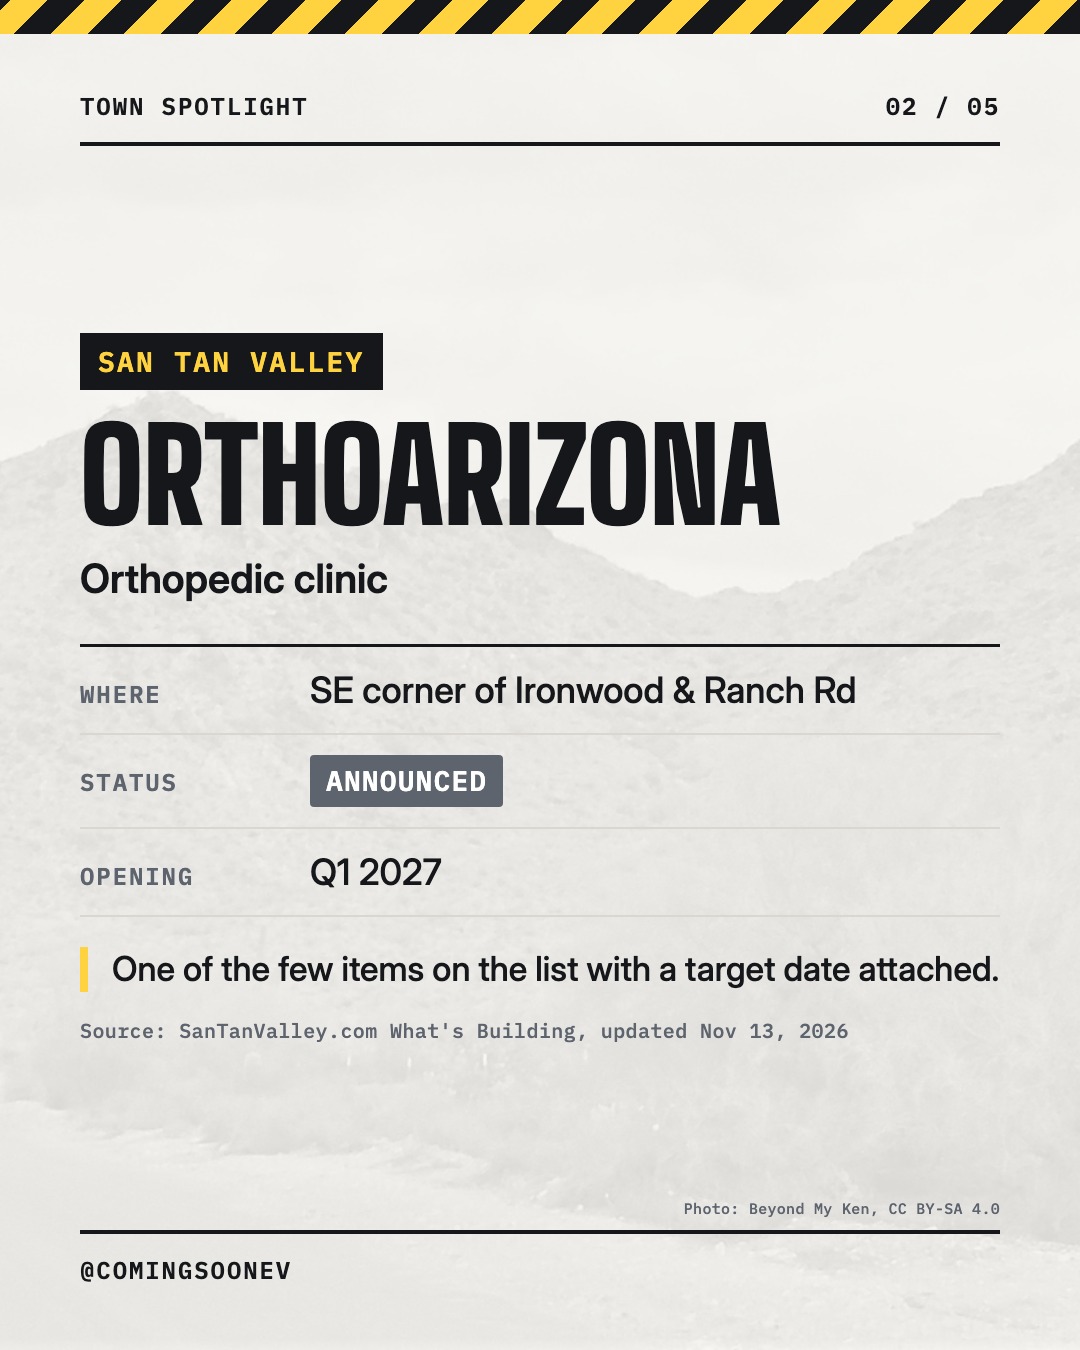 TOWN SPOTLIGHT
02 / 05
SAN TAN VALLEY
ORTHOARIZONA
Orthopedic clinic
WHERE
SE corner of Ironwood & Ranch Rd
STATUS
ANNOUNCED
OPENING
Q1 2027
One of the few items on the list with a target date attached.
Source: SanTanValley.com What's Building, updated Nov 13, 2026
Photo: Beyond My Ken, CC BY-SA 4.0
@COMINGSOONEV